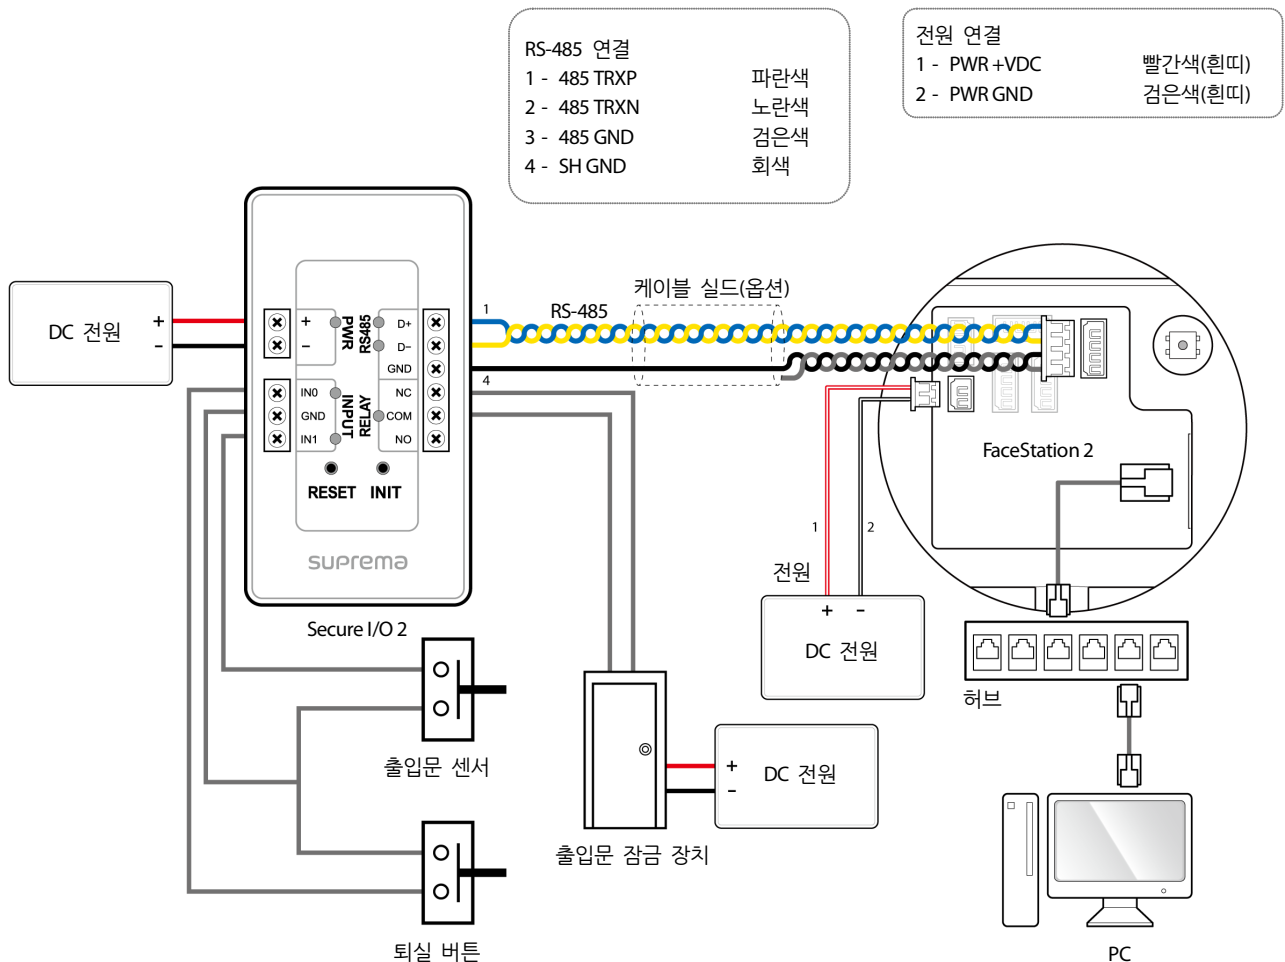 RS-485 연결
1 - 485 TRXP 파란색
2 - 485 TRXN 노란색
3 - 485 GND 검은색
4 - SH GND 회색
전원 연결
1 - PWR +VDC 빨간색(흰띠)
2 - PWR GND 검은색(흰띠)
DC 전원
+
-
+
-
PWR
RS485
D+
D-
GND
IN0
GND
IN1
INPUT
RELAY
NC
COM
NO
RESET INIT
suprema
Secure I/O 2
1
4
RS-485
케이블 실드(옵션)
FaceStation 2
1
2
전원
+ -
DC 전원
허브
출입문 센서
+
-
DC 전원
출입문 잠금 장치
퇴실 버튼
PC